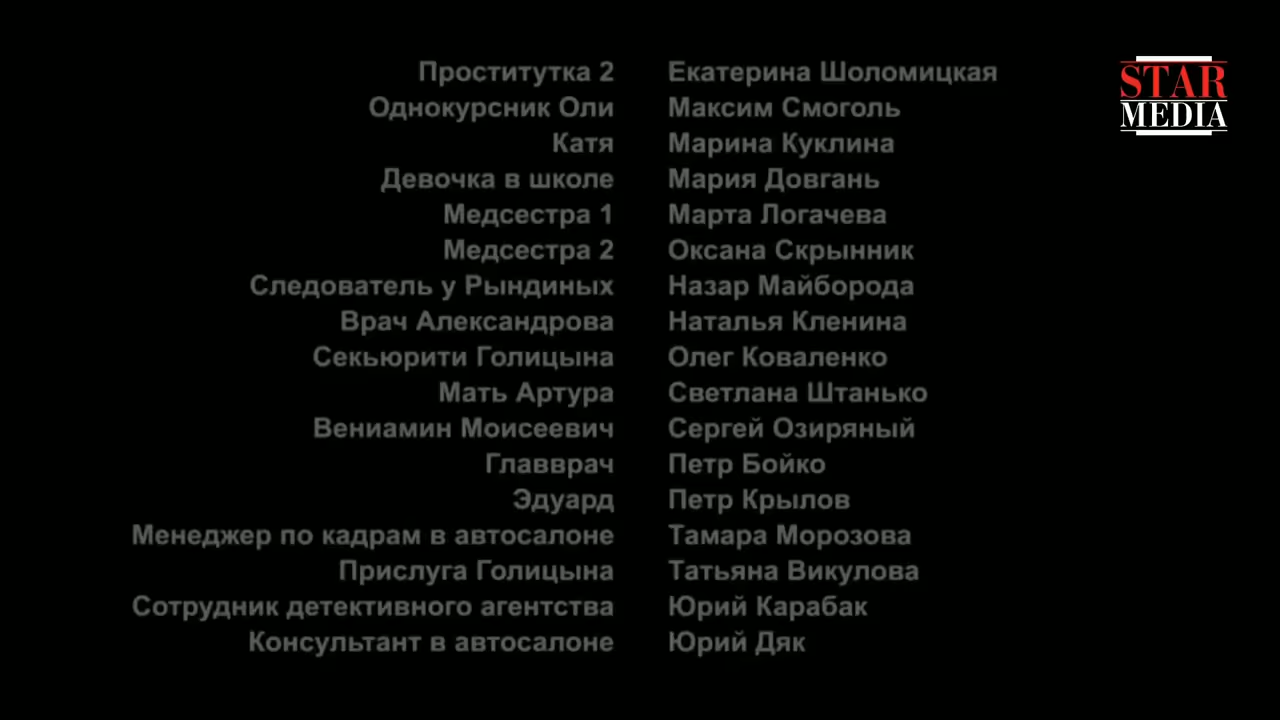 Проститутка 2 Екатерина Шоломицкая
Однокурсник Оли Максим Смоголь
Катя Марина Куклина
Девочка в школе Мария Довгань
Медсестра 1 Марта Логачева
Медсестра 2 Оксана Скрынник
Следователь у Рындиных Назар Майборода
Врач Александрова Наталья Кленина
Секьюрити Голицына Олег Коваленко
Мать Артура Светлана Штанько
Вениамин Моисеевич Сергей Озиряный
Главврач Петр Бойко
Эдуард Петр Крылов
Менеджер по кадрам в автосалоне Тамара Морозова
Прислуга Голицына Татьяна Викулова
Сотрудник детективного агентства Юрий Карабак
Консультант в автосалоне Юрий Дяк
STAR
MEDIA